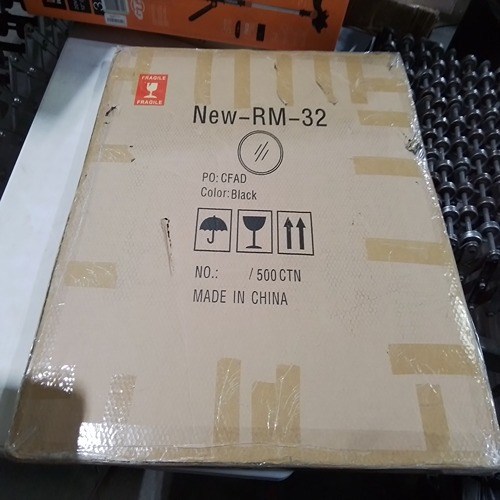 FRAGILE
FRAGILE
New-RM-32
PO: CFAD
Color: Black
NO.: / 500 CTN
MADE IN CHINA